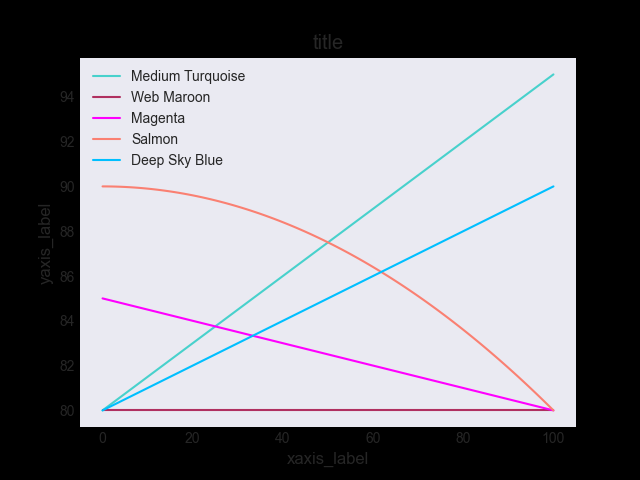 title
Medium Turquoise
Web Maroon
Magenta
Salmon
Deep Sky Blue
yaxis_label
94
92
90
88
86
84
82
80
0 20 40 60 80 100
xaxis_label